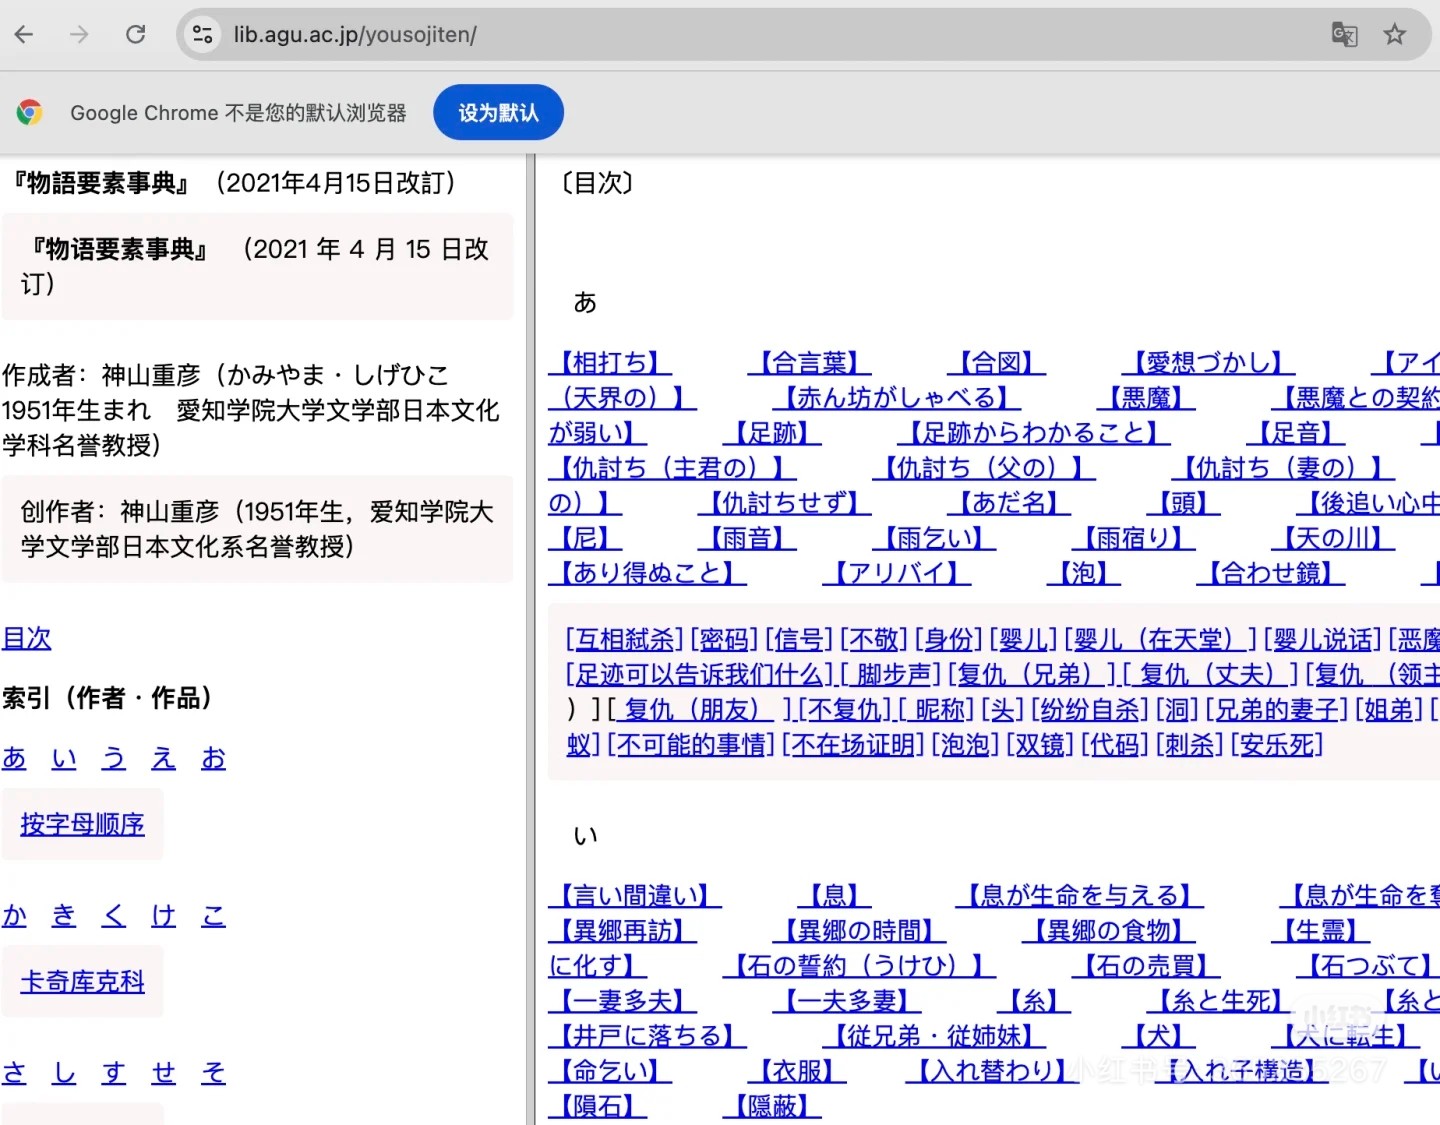 lib.agu.ac.jp/yousojiten/
Google Chrome 不是您的默认浏览器
设为默认
『物語要素事典』（2021年4月15日改訂）
『物语要素事典』（2021 年 4 月 15 日改
订）
作成者：神山重彦（かみやま・しげひこ
1951年生まれ　愛知学院大学文学部日本文化
学科名誉教授）
创作者：神山重彦（1951年生，爱知学院大
学文学部日本文化系名誉教授）
目次
索引（作者・作品）
あ い う え お
按字母顺序
か き く け こ
卡奇库克科
さ し す せ そ
〔目次〕
あ
【相打ち】 【合言葉】 【合図】 【愛想づかし】 【アイ
（天界の）】 【赤ん坊がしゃべる】 【悪魔】 【悪魔との契約
が弱い】 【足跡】 【足跡からわかること】 【足音】
【仇討ち（主君の）】 【仇討ち（父の）】 【仇討ち（妻の）】
の）】 【仇討ちせず】 【あだ名】 【頭】 【後追い心中
【尼】 【雨音】 【雨乞い】 【雨宿り】 【天の川】
【あり得ぬこと】 【アリバイ】 【泡】 【合わせ鏡】
[互相弑杀] [密码] [信号] [不敬] [身份] [婴儿] [婴儿（在天堂）] [婴儿说话] [恶魔
[足迹可以告诉我们什么] [ 脚步声] [复仇（兄弟）] [ 复仇（丈夫）] [复仇 （领主
）] [ 复仇（朋友） ] [不复仇] [ 昵称] [头] [纷纷自杀] [洞] [兄弟的妻子] [姐弟] [
蚁] [不可能的事情] [不在场证明] [泡泡] [双镜] [代码] [刺杀] [安乐死]
い
【言い間違い】 【息】 【息が生命を与える】 【息が生命を奪
【異郷再訪】 【異郷の時間】 【異郷の食物】 【生霊】
に化す】 【石の誓約（うけひ）】 【石の売買】 【石つぶて】
【一妻多夫】 【一夫多妻】 【糸】 【糸と生死】 【糸と
【井戸に落ちる】 【従兄弟・従姉妹】 【犬】 【犬に転生】
【命乞い】 【衣服】 【入れ替わり】 【入れ子構造】
【隕石】 【隠蔽】
小红书